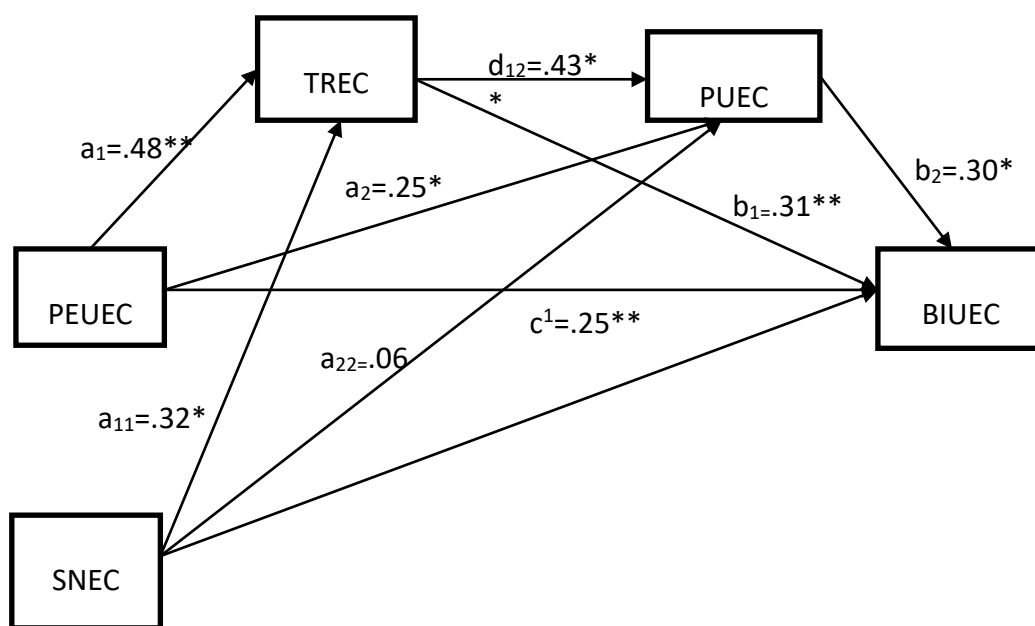 TREC
d₁₂=.43*
*
PUEC
a₁=.48**
a₂=.25*
b₂=.30*
b₁₌.31**
PEUEC
c¹=.25**
BIUEC
a₂₂₌.06
a₁₁=.32*
SNEC